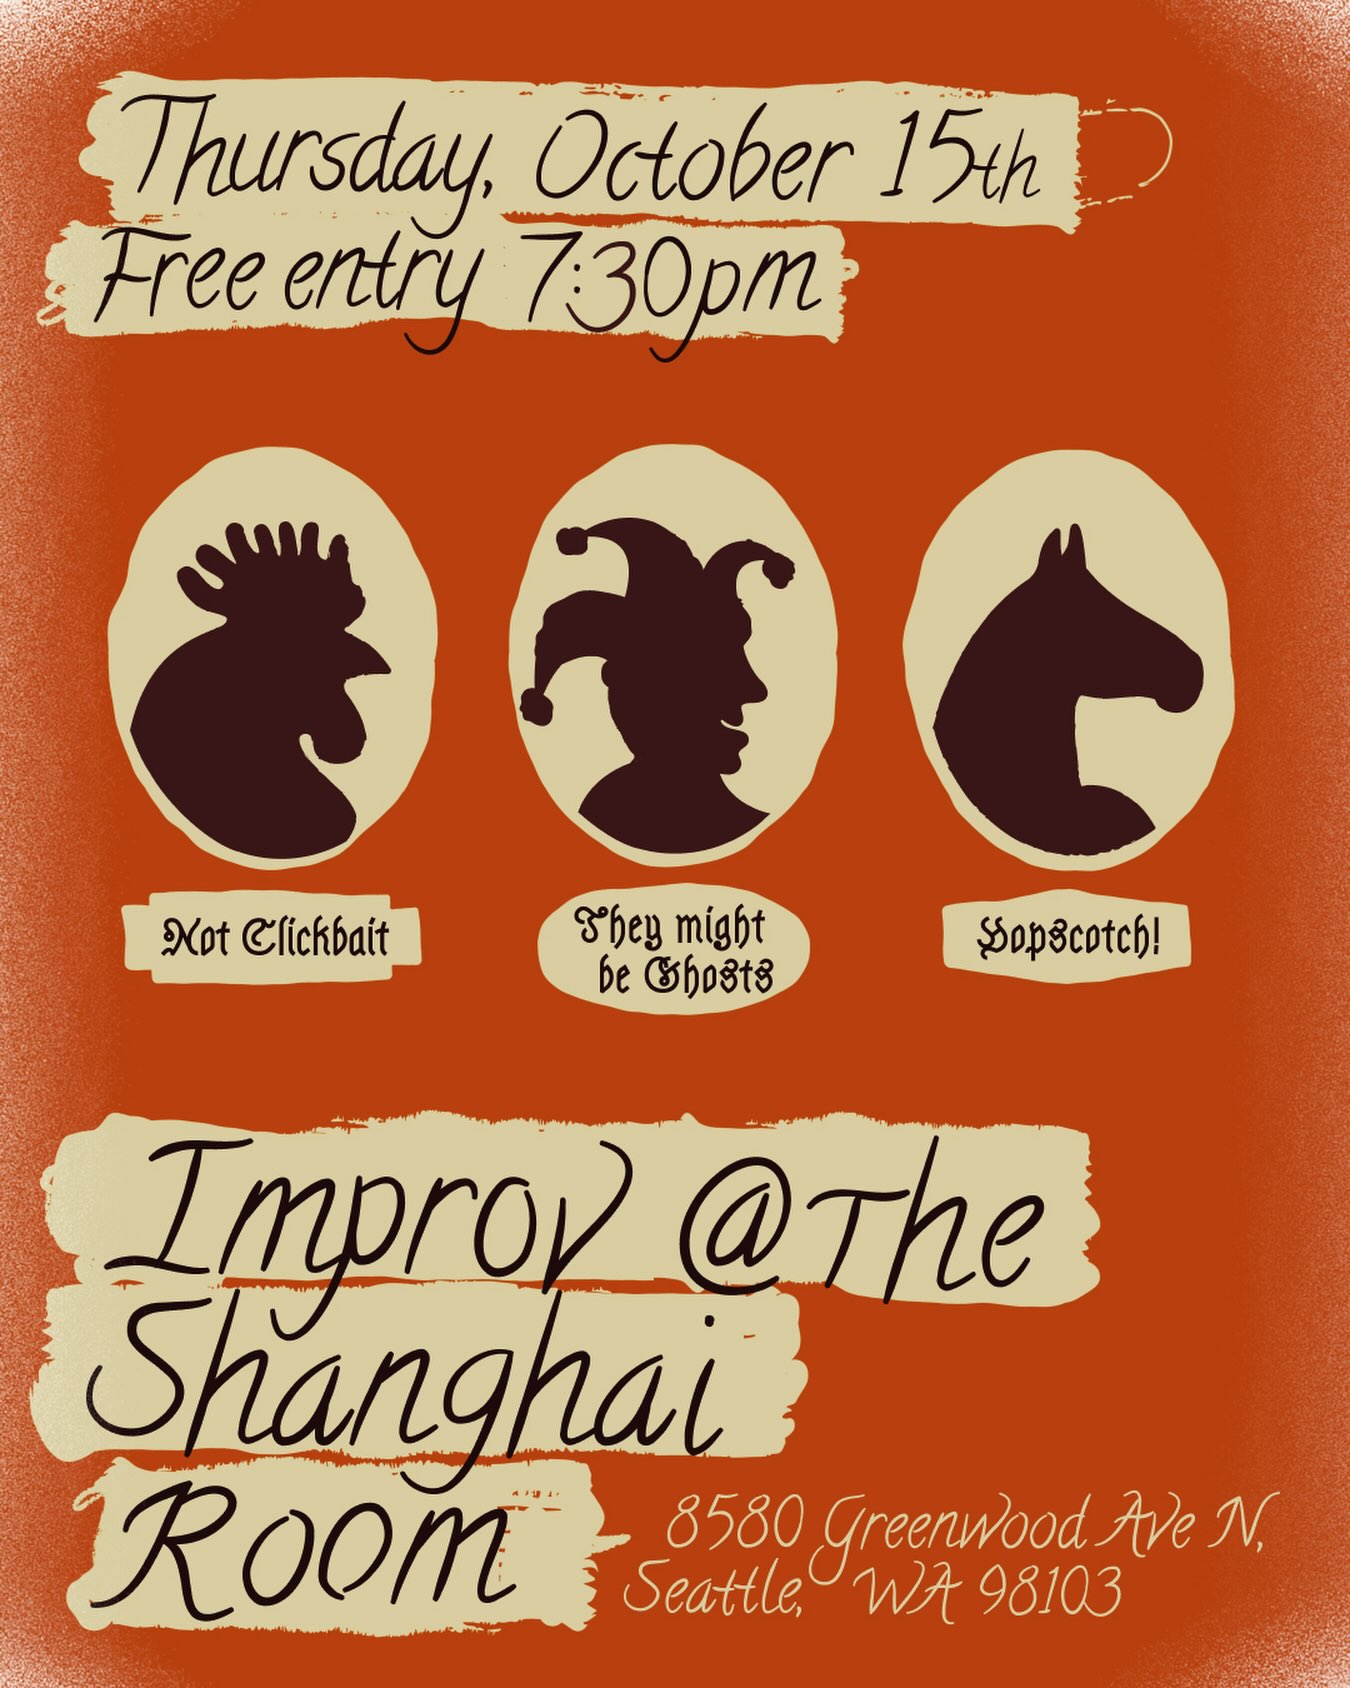 Thursday, October 15th
Free entry 7:30pm
Not Clickbait
They might
be Ghosts
Hopscotch!
Improv @The
Shanghai
Room
8580 Greenwood Ave N,
Seattle, WA 98103